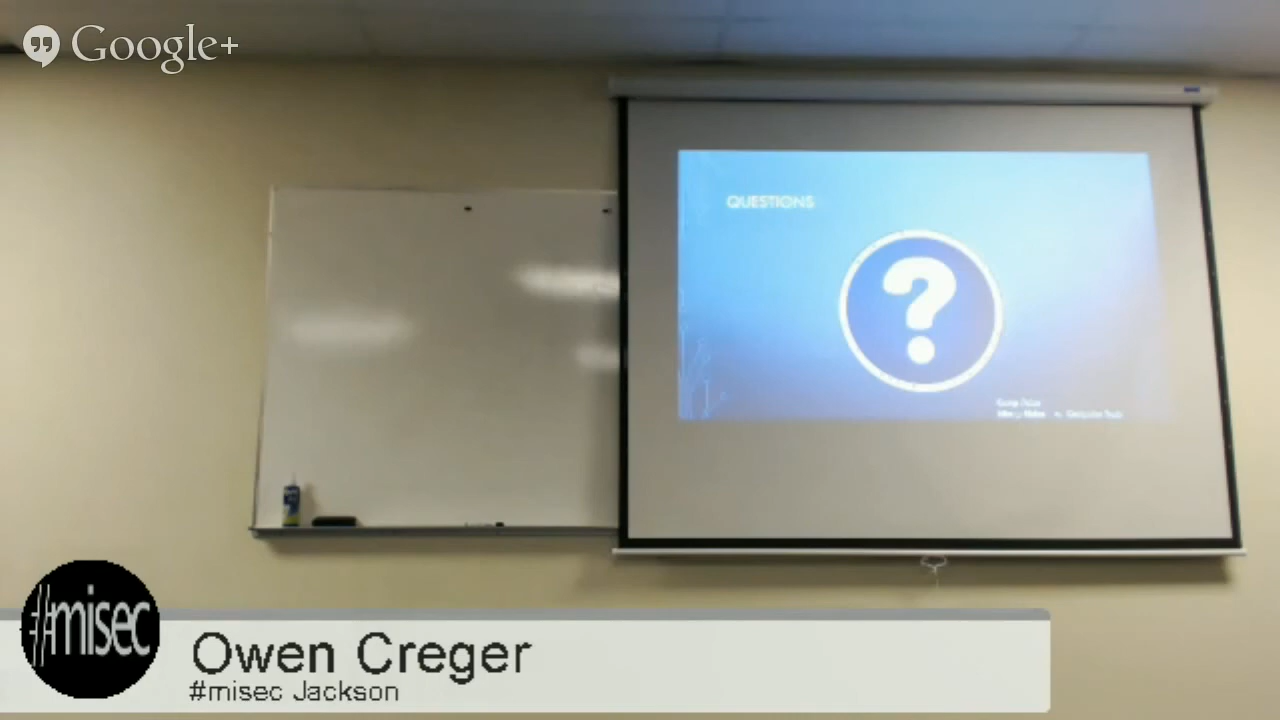 Google+
QUESTIONS
?
#misec
Owen Creger
#misec Jackson